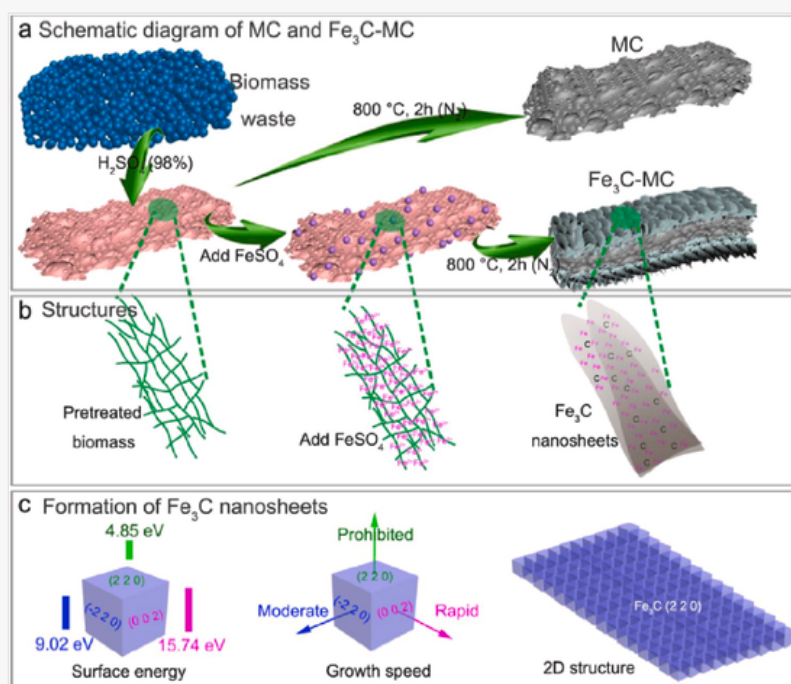 a Schematic diagram of MC and Fe₃C-MC
MC
Biomass
waste
800 °C, 2h (N₂)
H₂SO₄ (98%)
Fe₃C-MC
Add FeSO₄
800 °C, 2h (N
b Structures
Pretreated
biomass
Add FeSO₄
Fe₃C
nanosheets
c Formation of Fe₃C nanosheets
4.85 eV
(2 2 0)
(-2 2 0)
(0 0 2)
9.02 eV
15.74 eV
Surface energy
Prohibited
(2 2 0)
Moderate
(-2 2 0)
(0 0 2)
Rapid
Growth speed
Fe₃C (2 2 0)
2D structure